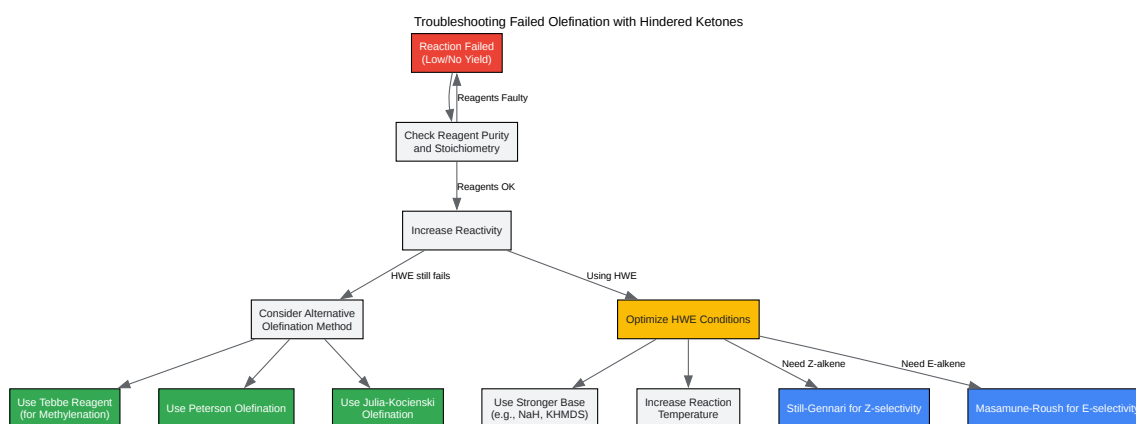 Troubleshooting Failed Olefination with Hindered Ketones
Reaction Failed
(Low/No Yield)
Reagents Faulty
Check Reagent Purity
and Stoichiometry
Reagents OK
Increase Reactivity
HWE still fails
Using HWE
Consider Alternative
Olefination Method
Optimize HWE Conditions
Need Z-alkene
Need E-alkene
Use Tebbe Reagent
(for Methylenation)
Use Peterson Olefination
Use Julia-Kocienski
Olefination
Use Stronger Base
(e.g., NaH, KHMDS)
Increase Reaction
Temperature
Still-Gennari for Z-selectivity
Masamune-Roush for E-selectivity